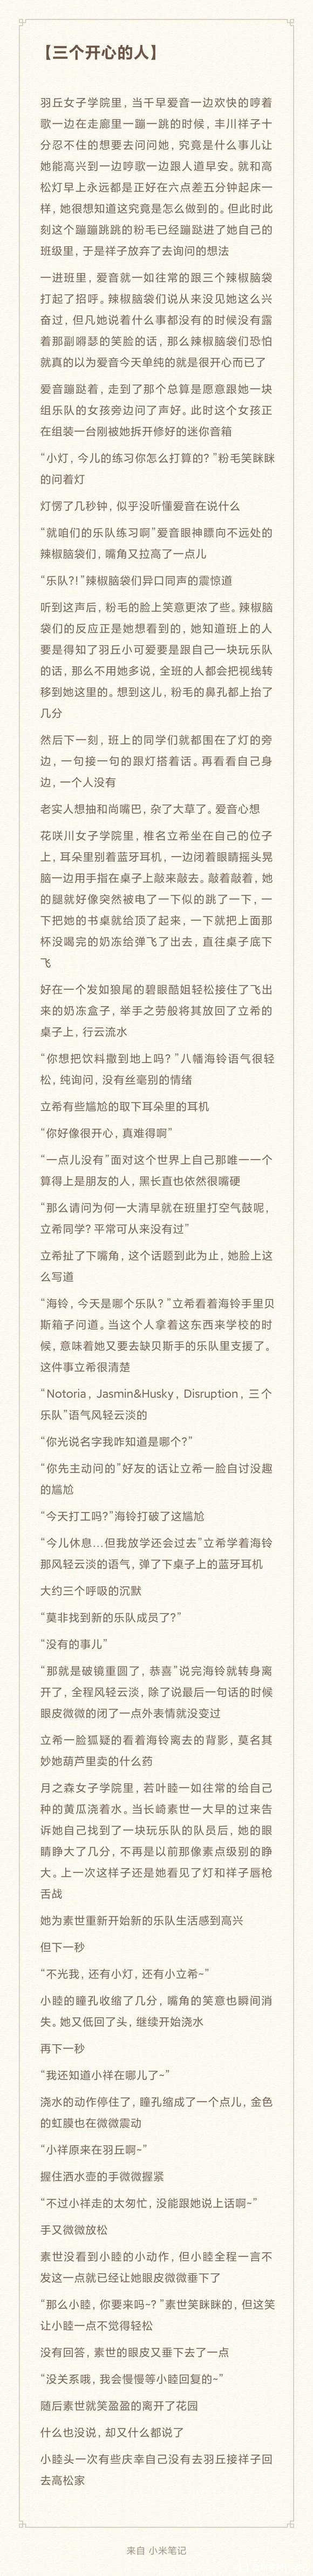 【三个开心的人】
羽丘女子学院里，当千早爱音一边欢快的哼着
歌一边在走廊里一蹦一跳的时候，丰川祥子十
分忍不住的想要去问问她，究竟是什么事儿让
她能高兴到一边哼歌一边跟人道早安。就和高
松灯早上永远都是正好在六点差五分钟起床一
样，她很想知道这究竟是怎么做到的。但此时此
刻这个蹦蹦跳跳的粉毛已经蹦跶进了她自己的
班级里，于是祥子放弃了去询问的想法
一进班里，爱音就一如往常的跟三个辣椒脑袋
打起了招呼。辣椒脑袋们说从来没见她这么兴
奋过，但凡她说着什么事都没有的时候没有露
着那副嘚瑟的笑脸的话，那么辣椒脑袋们恐怕
就真的以为爱音今天单纯的就是很开心而已了
爱音蹦跶着，走到了那个总算是愿意跟她一块
组乐队的女孩旁边问了声好。此时这个女孩正
在组装一台刚被她拆开修好的迷你音箱
“小灯，今儿的练习你怎么打算的？”粉毛笑眯眯
的问着灯
灯愣了几秒钟，似乎没听懂爱音在说什么
“就咱们的乐队练习啊”爱音眼神瞟向不远处的
辣椒脑袋们，嘴角又拉高了一点儿
“乐队?!”辣椒脑袋们异口同声的震惊道
听到这声后，粉毛的脸上笑意更浓了些。辣椒脑
袋们的反应正是她想看到的，她知道班上的人
要是得知了羽丘小可爱要是跟自己一块玩乐队
的话，那么不用她多说，全班的人都会把视线转
移到她这里的。想到这儿，粉毛的鼻孔都上抬了
几分
然后下一刻，班上的同学们就都围在了灯的旁
边，一句接一句的跟灯搭着话。再看看自己身
边，一个人没有
老实人想抽和尚嘴巴，杂了大草了。爱音心想
花咲川女子学院里，椎名立希坐在自己的位子
上，耳朵里别着蓝牙耳机，一边闭着眼睛摇头晃
脑一边用手指在桌子上敲来敲去。敲着敲着，她
的腿就好像突然被电了一下似的跳了一下，一
下把她的书桌就给顶了起来，一下就把上面那
杯没喝完的奶冻给弹飞了出去，直往桌子底下
飞
好在一个发如狼尾的碧眼酷姐轻松接住了飞出
来的奶冻盒子，举手之劳般将其放回了立希的
桌子上，行云流水
“你想把饮料撒到地上吗？”八幡海铃语气很轻
松，纯询问，没有丝毫别的情绪
立希有些尴尬的取下耳朵里的耳机
“你好像很开心，真难得啊”
“一点儿没有”面对这个世界上自己那唯一一个
算得上是朋友的人，黑长直也依然很嘴硬
“那么请问为何一大清早就在班里打空气鼓呢，
立希同学？平常可从来没有过”
立希扯了下嘴角，这个话题到此为止，她脸上这
么写道
“海铃，今天是哪个乐队？”立希看着海铃手里贝
斯箱子问道。当这个人拿着这东西来学校的时
候，意味着她又要去缺贝斯手的乐队里支援了。
这件事立希很清楚
“Notoria，Jasmin&Husky，Disruption，三个
乐队”语气风轻云淡的
“你光说名字我咋知道是哪个？”
“你先主动问的”好友的话让立希一脸自讨没趣
的尴尬
“今天打工吗？”海铃打破了这尴尬
“今儿休息...但我放学还会过去”立希学着海铃
那风轻云淡的语气，弹了下桌子上的蓝牙耳机
大约三个呼吸的沉默
“莫非找到新的乐队成员了？”
“没有的事儿”
“那就是破镜重圆了，恭喜”说完海铃就转身离
开了，全程风轻云淡，除了说最后一句话的时候
眼皮微微的闭了一点外表情就没变过
立希一脸狐疑的看着海铃离去的背影，莫名其
妙她葫芦里卖的什么药
月之森女子学院里，若叶睦一如往常的给自己
种的黄瓜浇着水。当长崎素世一大早的过来告
诉她自己找到了一块玩乐队的队员后，她的眼
睛睁大了几分，不再是以前那像素点级别的睁
大。上一次这样子还是她看见了灯和祥子唇枪
舌战
她为素世重新开始新的乐队生活感到高兴
但下一秒
“不光我，还有小灯，还有小立希~”
小睦的瞳孔收缩了几分，嘴角的笑意也瞬间消
失。她又低回了头，继续开始浇水
再下一秒
“我还知道小祥在哪儿了~”
浇水的动作停住了，瞳孔缩成了一个点儿，金色
的虹膜也在微微震动
“小祥原来在羽丘啊~”
握住洒水壶的手微微握紧
“不过小祥走的太匆忙，没能跟她说上话啊~”
手又微微放松
素世没看到小睦的小动作，但小睦全程一言不
发这一点就已经让她眼皮微微垂下了
“那么小睦，你要来吗~？”素世笑眯眯的，但这笑
让小睦一点不觉得轻松
没有回答，素世的眼皮又垂下去了一点
“没关系哦，我会慢慢等小睦回复的~”
随后素世就笑盈盈的离开了花园
什么也没说，却又什么都说了
小睦头一次有些庆幸自己没有去羽丘接祥子回
去高松家
来自 小米笔记